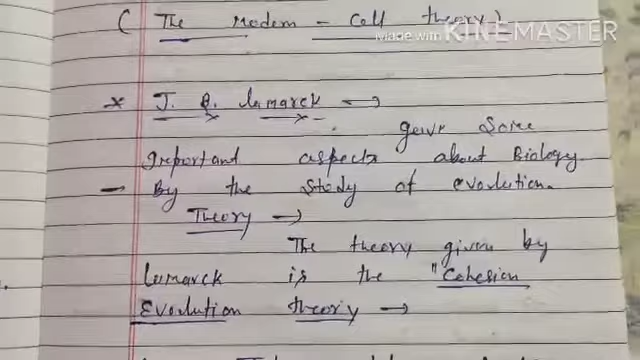 ( The Modern - Cell theory )
Made with KINEMASTER
* J. B. Lamarck →
gave Some
Important aspects about Biology.
- By the study of evolution.
Theory →
The theory given by
Lamarck is the "Cohesion
Evolution theory →